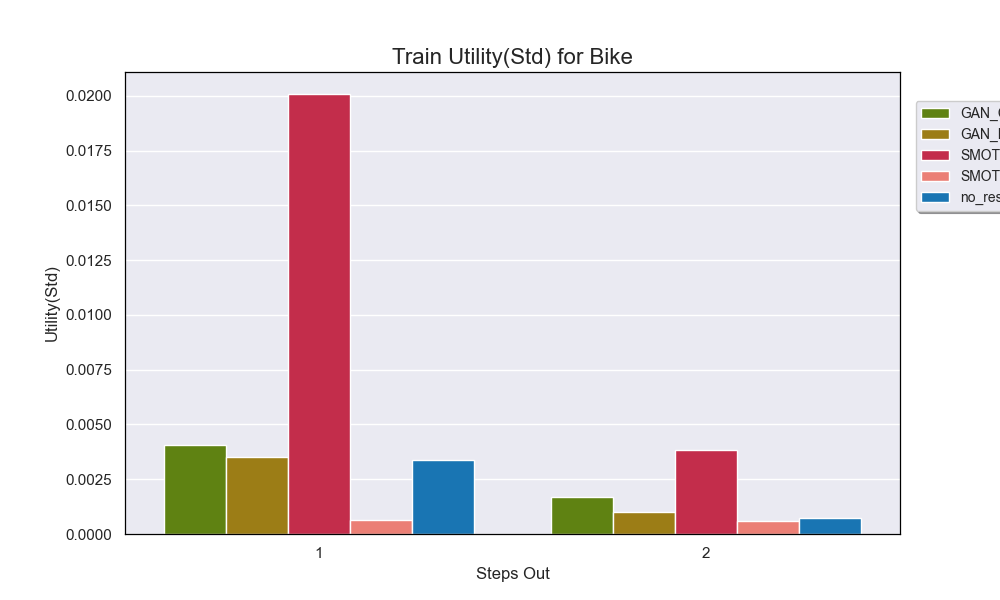 Train Utility(Std) for Bike
0.0200
0.0175
0.0150
0.0125
0.0100
0.0075
0.0050
0.0025
0.0000
Utility(Std)
1
2
Steps Out
GAN_
GAN_
SMOT
SMOT
no_res